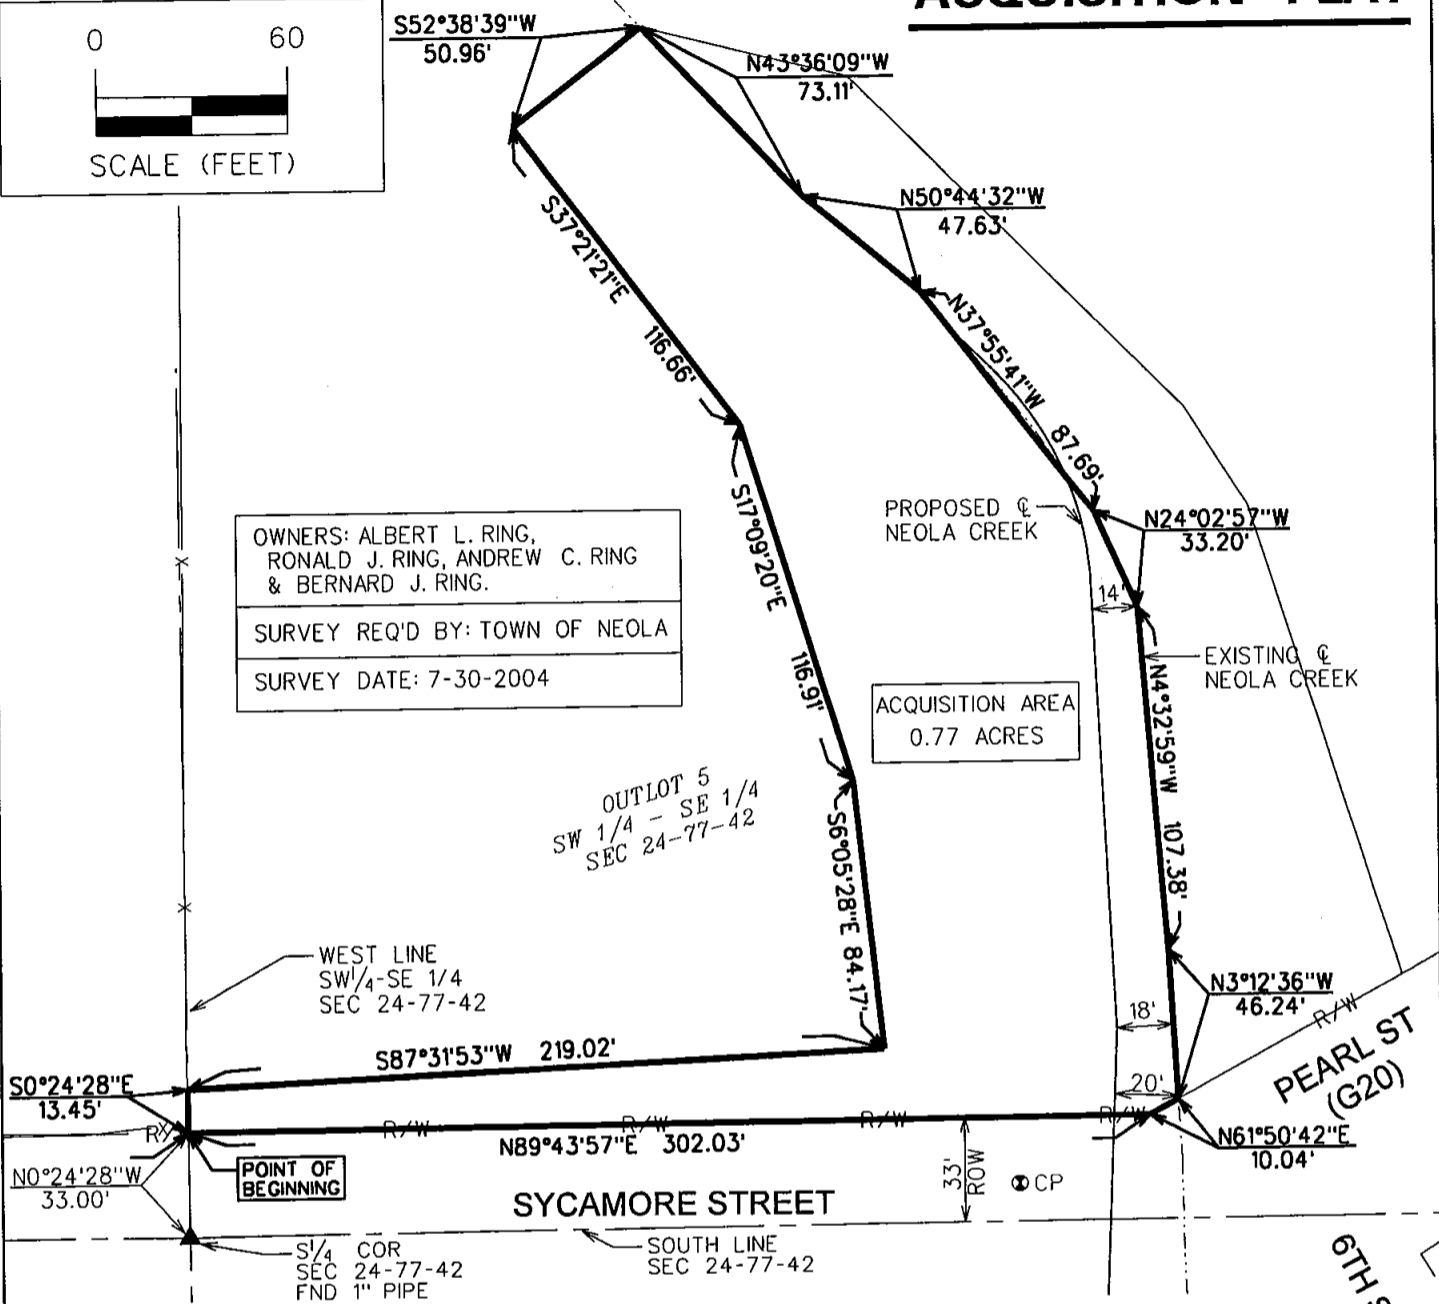 ACQUISITION PLAT
0 60
SCALE (FEET)
S52°38'39"W
50.96'
N43°36'09"W
73.11'
N50°44'32"W
47.63'
S37°21'21"E 116.66'
N37°55'41"W 87.69'
S17°09'20"E 116.91'
PROPOSED ℄
NEOLA CREEK
N24°02'57"W
33.20'
14'
OWNERS: ALBERT L. RING,
RONALD J. RING, ANDREW C. RING
& BERNARD J. RING.
SURVEY REQ'D BY: TOWN OF NEOLA
SURVEY DATE: 7-30-2004
EXISTING ℄
NEOLA CREEK
N4°32'59"W 107.38'
ACQUISITION AREA
0.77 ACRES
OUTLOT 5
SW 1/4 - SE 1/4
SEC 24-77-42
S6°05'28"E 84.17'
WEST LINE
SW1/4-SE 1/4
SEC 24-77-42
N3°12'36"W
46.24'
18'
R/W
PEARL ST
(G20)
S87°31'53"W 219.02'
S0°24'28"E
13.45'
20'
R/W R/W R/W R/W
N89°43'57"E 302.03'
N61°50'42"E
10.04'
N0°24'28"W
33.00'
POINT OF
BEGINNING
33'
ROW
CP
SYCAMORE STREET
S1/4 COR
SEC 24-77-42
FND 1" PIPE
SOUTH LINE
SEC 24-77-42
6TH